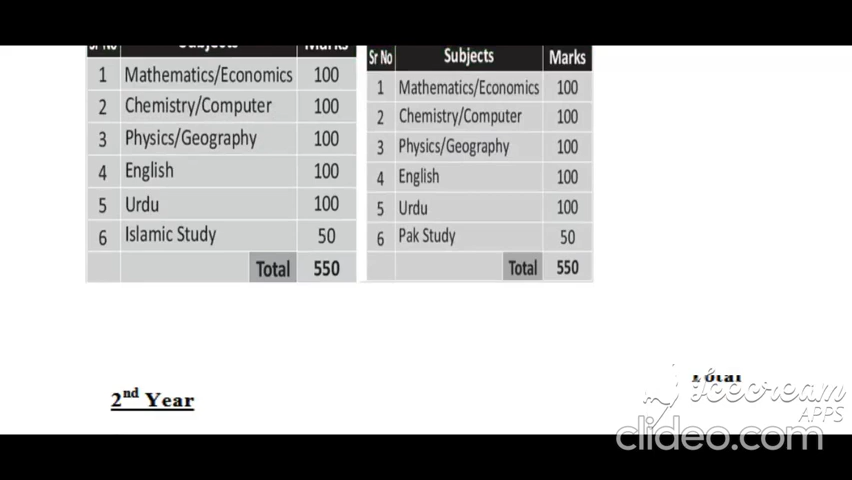 Sr No Subjects Marks
1 Mathematics/Economics 100
2 Chemistry/Computer 100
3 Physics/Geography 100
4 English 100
5 Urdu 100
6 Islamic Study 50
Total 550
Sr No Subjects Marks
1 Mathematics/Economics 100
2 Chemistry/Computer 100
3 Physics/Geography 100
4 English 100
5 Urdu 100
6 Pak Study 50
Total 550
Total
2nd Year
Icecream
APPS
clideo.com